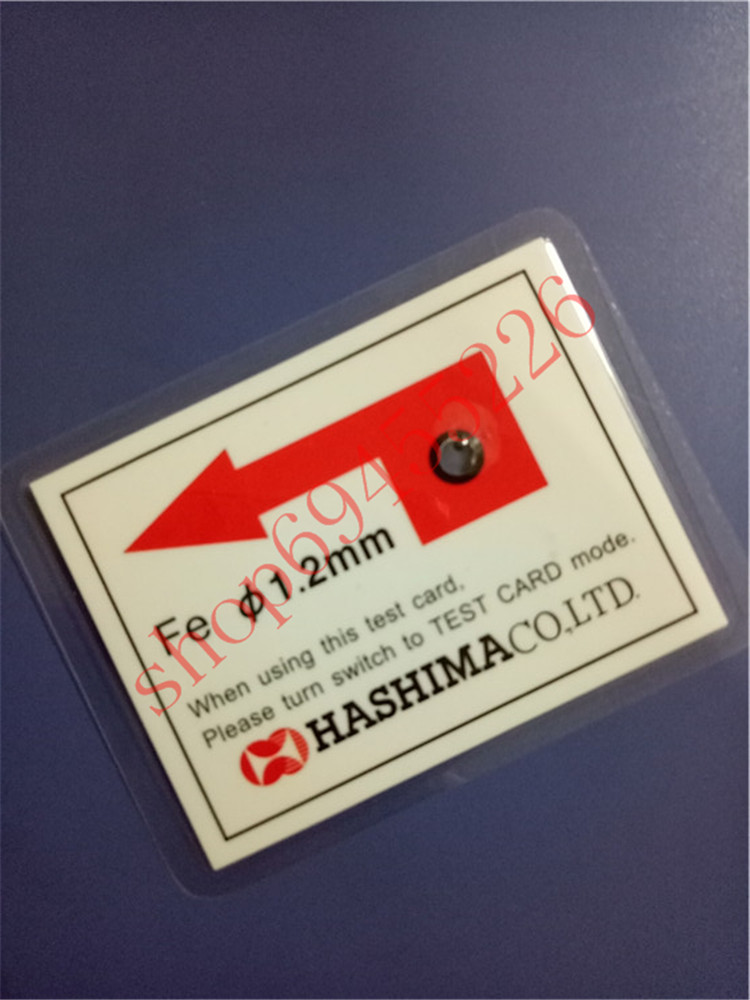 Fe ϕ1.2mm
When using this test card,
Please turn switch to TEST CARD mode.
HASHIMA CO.,LTD.